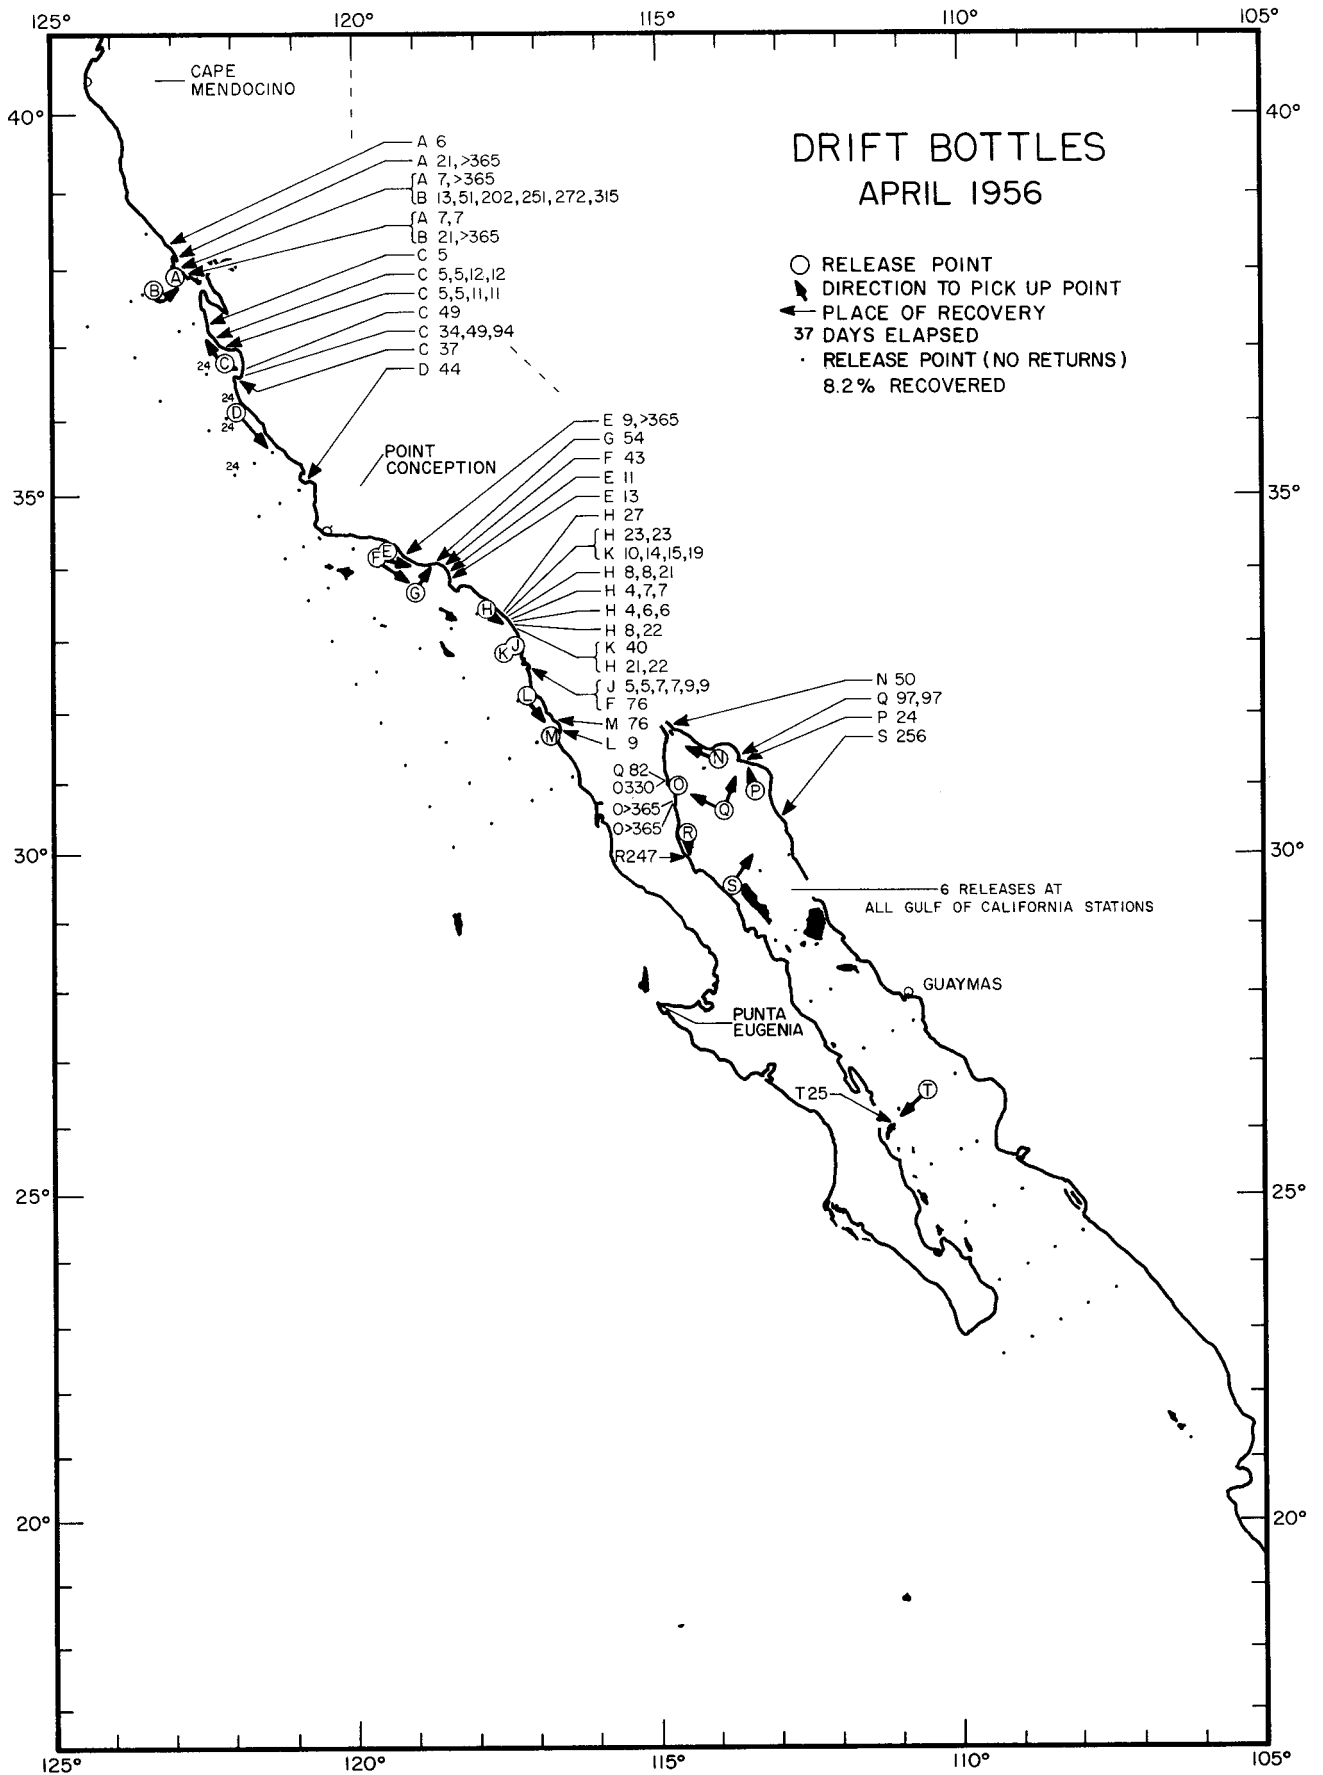 125°
120°
115°
110°
105°
CAPE
MENDOCINO
40°
40°
DRIFT BOTTLES
APRIL 1956
A 6
A 21,>365
A 7,>365
B 13,51,202,251,272,315
A 7,7
B 21,>365
C 5
C 5,5,12,12
C 5,5,11,11
C 49
C 34,49,94
C 37
D 44
RELEASE POINT
DIRECTION TO PICK UP POINT
PLACE OF RECOVERY
37 DAYS ELAPSED
RELEASE POINT (NO RETURNS)
8.2% RECOVERED
A
B
C
24
24
D
24
24
POINT
CONCEPTION
35°
35°
E 9,>365
G 54
F 43
E 11
E 13
H 27
H 23,23
K 10,14,15,19
H 8,8,21
H 4,7,7
H 4,6,6
H 8,22
K 40
H 21,22
J 5,5,7,7,9,9
F 76
M 76
L 9
F
E
G
H
K
J
L
M
N 50
Q 97,97
P 24
S 256
N
O
P
Q
R
S
Q 82
O330
O>365
O>365
R247
30°
30°
6 RELEASES AT
ALL GULF OF CALIFORNIA STATIONS
GUAYMAS
PUNTA
EUGENIA
T 25
T
25°
25°
20°
20°
125°
120°
115°
110°
105°